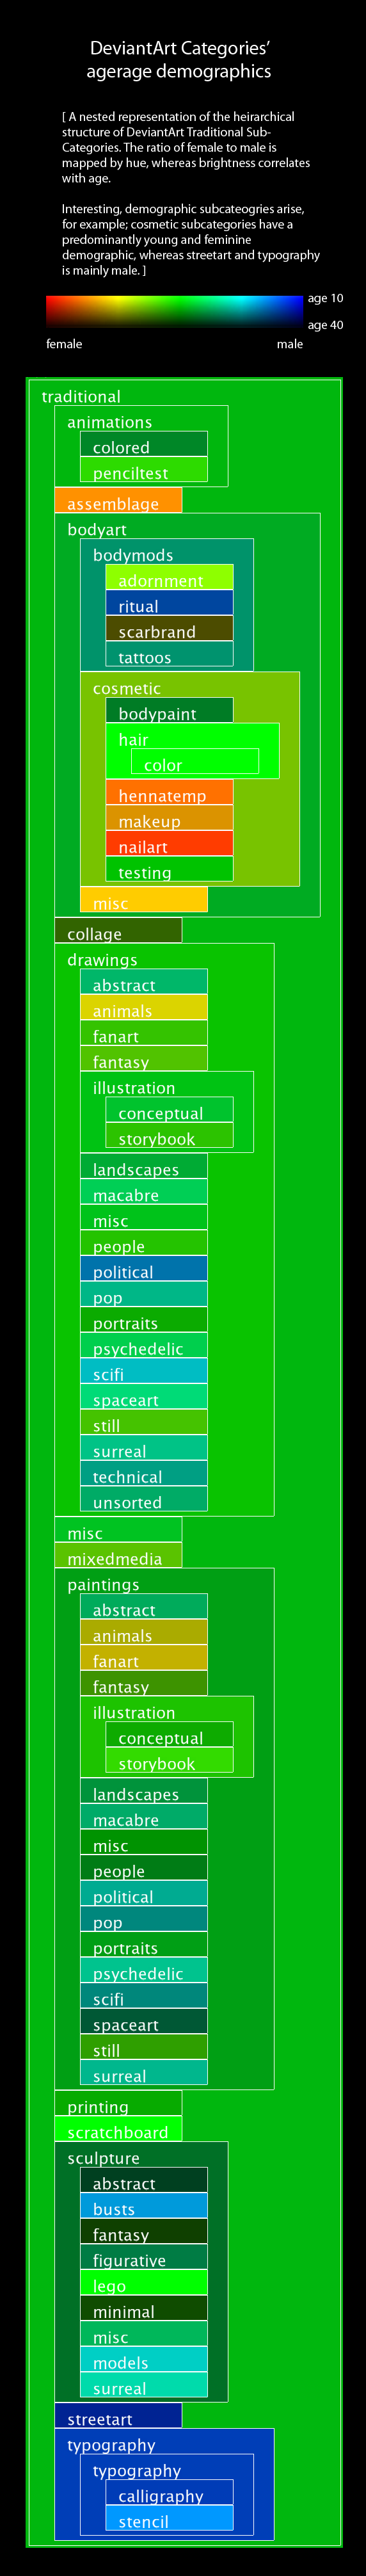 DeviantArt Categories'
agerage demographics
[ A nested representation of the heirarchical
structure of DeviantArt Traditional Sub-
Categories. The ratio of female to male is
mapped by hue, whereas brightness correlates
with age.
Interesting, demographic subcateogries arise,
for example; cosmetic subcategories have a
predominantly young and feminine
demographic, whereas streetart and typography
is mainly male. ]
age 10
age 40
female
male
traditional
animations
colored
penciltest
assemblage
bodyart
bodymods
adornment
ritual
scarbrand
tattoos
cosmetic
bodypaint
hair
color
hennatemp
makeup
nailart
testing
misc
collage
drawings
abstract
animals
fanart
fantasy
illustration
conceptual
storybook
landscapes
macabre
misc
people
political
pop
portraits
psychedelic
scifi
spaceart
still
surreal
technical
unsorted
misc
mixedmedia
paintings
abstract
animals
fanart
fantasy
illustration
conceptual
storybook
landscapes
macabre
misc
people
political
pop
portraits
psychedelic
scifi
spaceart
still
surreal
printing
scratchboard
sculpture
abstract
busts
fantasy
figurative
lego
minimal
misc
models
surreal
streetart
typography
typography
calligraphy
stencil